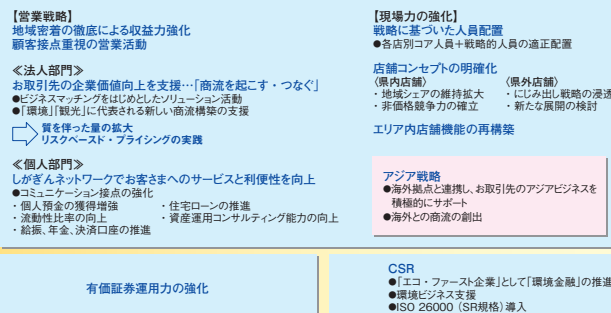 【営業戦略】
地域密着の徹底による収益力強化
顧客接点重視の営業活動
≪法人部門≫
お取引先の企業価値向上を支援…「商流を起こす・つなぐ」
●ビジネスマッチングをはじめとしたソリューション活動
●「環境」「観光」に代表される新しい商流構築の支援
質を伴った量の拡大
リスクベースド・プライシングの実践
≪個人部門≫
しがぎんネットワークでお客さまへのサービスと利便性を向上
●コミュニケーション接点の強化
・個人預金の獲得増強 ・住宅ローンの推進
・流動性比率の向上 ・資産運用コンサルティング能力の向上
・給振、年金、決済口座の推進
【現場力の強化】
戦略に基づいた人員配置
●各店別コア人員＋戦略的人員の適正配置
店舗コンセプトの明確化
〈県内店舗〉 〈県外店舗〉
・地域シェアの維持拡大 ・にじみ出し戦略の浸透
・非価格競争力の確立 ・新たな展開の検討
エリア内店舗機能の再構築
アジア戦略
●海外拠点と連携し、お取引先のアジアビジネスを
積極的にサポート
●海外との商流の創出
有価証券運用力の強化
CSR
●「エコ・ファースト企業」として「環境金融」の推進
●環境ビジネス支援
●ISO 26000（SR規格）導入